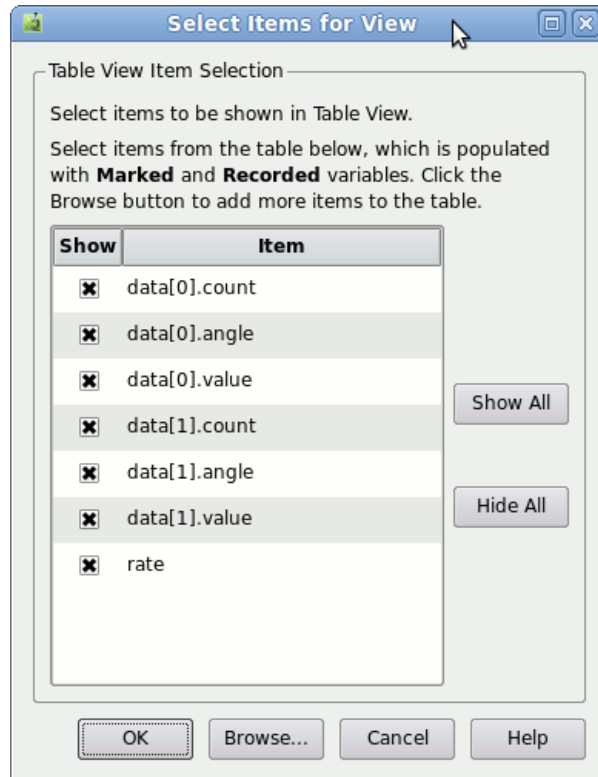 Select Items for View
Table View Item Selection
Select items to be shown in Table View.
Select items from the table below, which is populated
with Marked and Recorded variables. Click the
Browse button to add more items to the table.
Show Item
data[0].count
data[0].angle
data[0].value
data[1].count
data[1].angle
data[1].value
rate
Show All
Hide All
OK Browse... Cancel Help